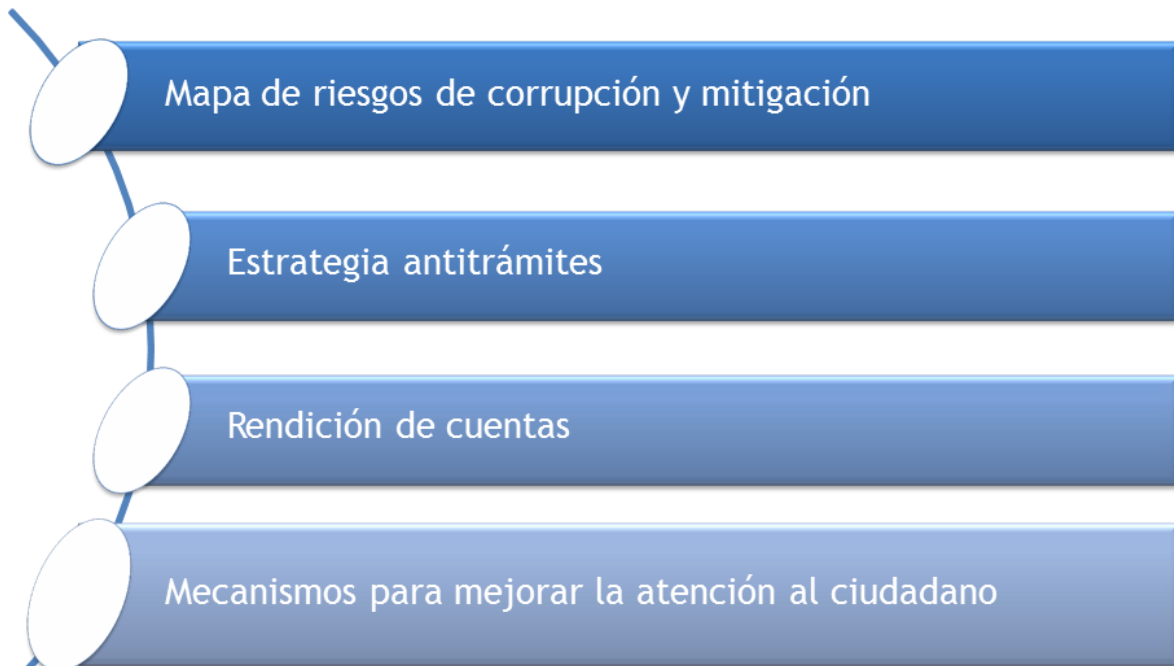 Mapa de riesgos de corrupción y mitigación
Estrategia antitrámites
Rendición de cuentas
Mecanismos para mejorar la atención al ciudadano